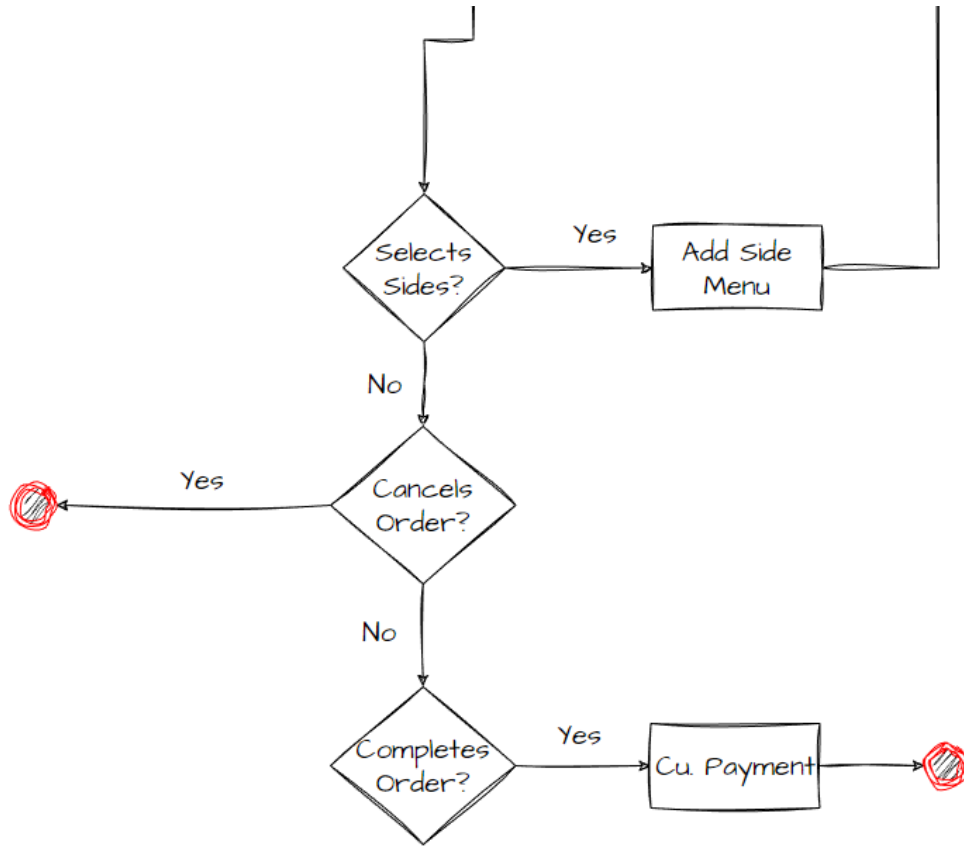 Selects
Sides?
Yes
Add Side
Menu
No
Cancels
Order?
Yes
No
Completes
Order?
Yes
Cu. Payment